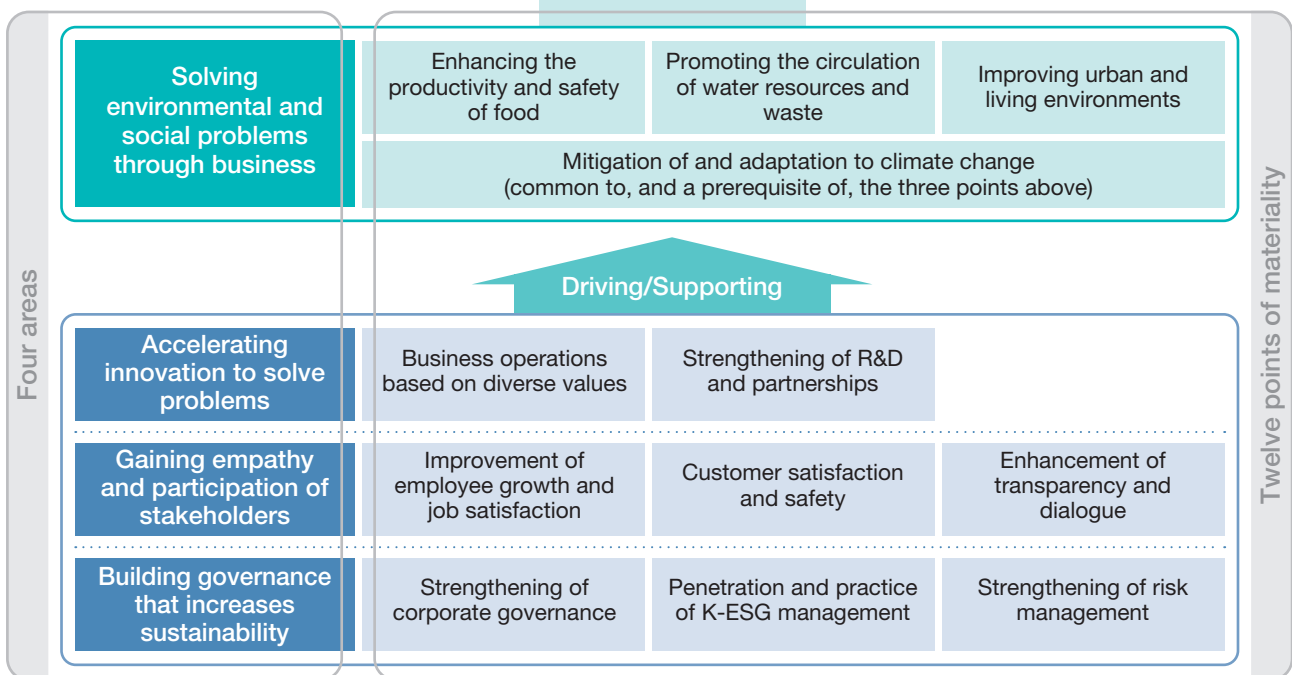 Four areas
Solving
environmental and
social problems
through business
Enhancing the
productivity and safety
of food
Promoting the circulation
of water resources and
waste
Improving urban and
living environments
Mitigation of and adaptation to climate change
(common to, and a prerequisite of, the three points above)
Driving/Supporting
Accelerating
innovation to solve
problems
Business operations
based on diverse values
Strengthening of R&D
and partnerships
Gaining empathy
and participation of
stakeholders
Improvement of
employee growth and
job satisfaction
Customer satisfaction
and safety
Enhancement of
transparency and
dialogue
Building governance
that increases
sustainability
Strengthening of
corporate governance
Penetration and practice
of K-ESG management
Strengthening of risk
management
Twelve points of materiality